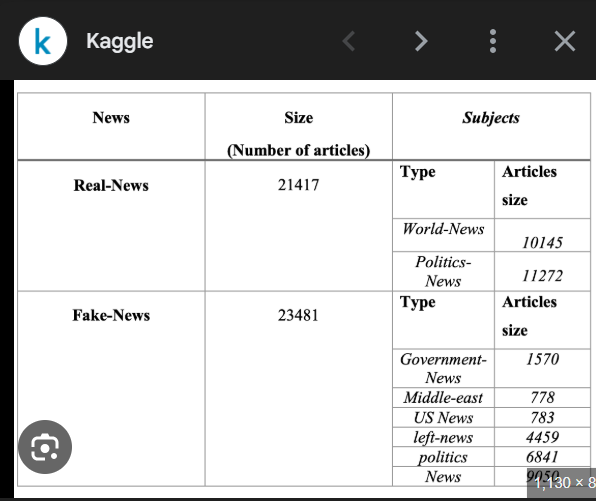 Kaggle
News Size Subjects
(Number of articles)
Real-News 21417 Type Articles
size
World-News 10145
Politics-
News 11272
Fake-News 23481 Type Articles
size
Government- 1570
News
Middle-east 778
US News 783
left-news 4459
politics 6841
News 9050
1,130 × 8